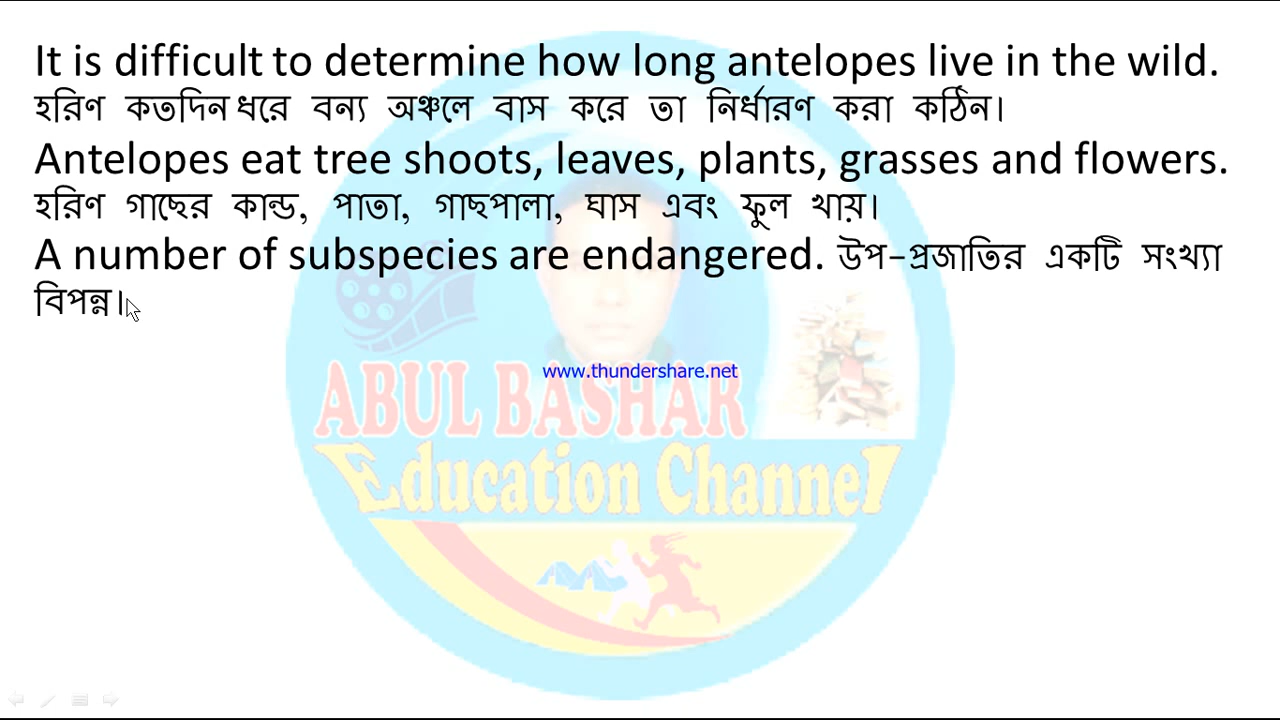 It is difficult to determine how long antelopes live in the wild.
হরিণ কতদিন ধরে বন্য অঞ্চলে বাস করে তা নির্ধারণ করা কঠিন।
Antelopes eat tree shoots, leaves, plants, grasses and flowers.
হরিণ গাছের কান্ড, পাতা, গাছপালা, ঘাস এবং ফুল খায়।
A number of subspecies are endangered. উপ-প্রজাতির একটি সংখ্যা
বিপন্ন।
www.thundershare.net
ABUL BASHAR
Education Channel